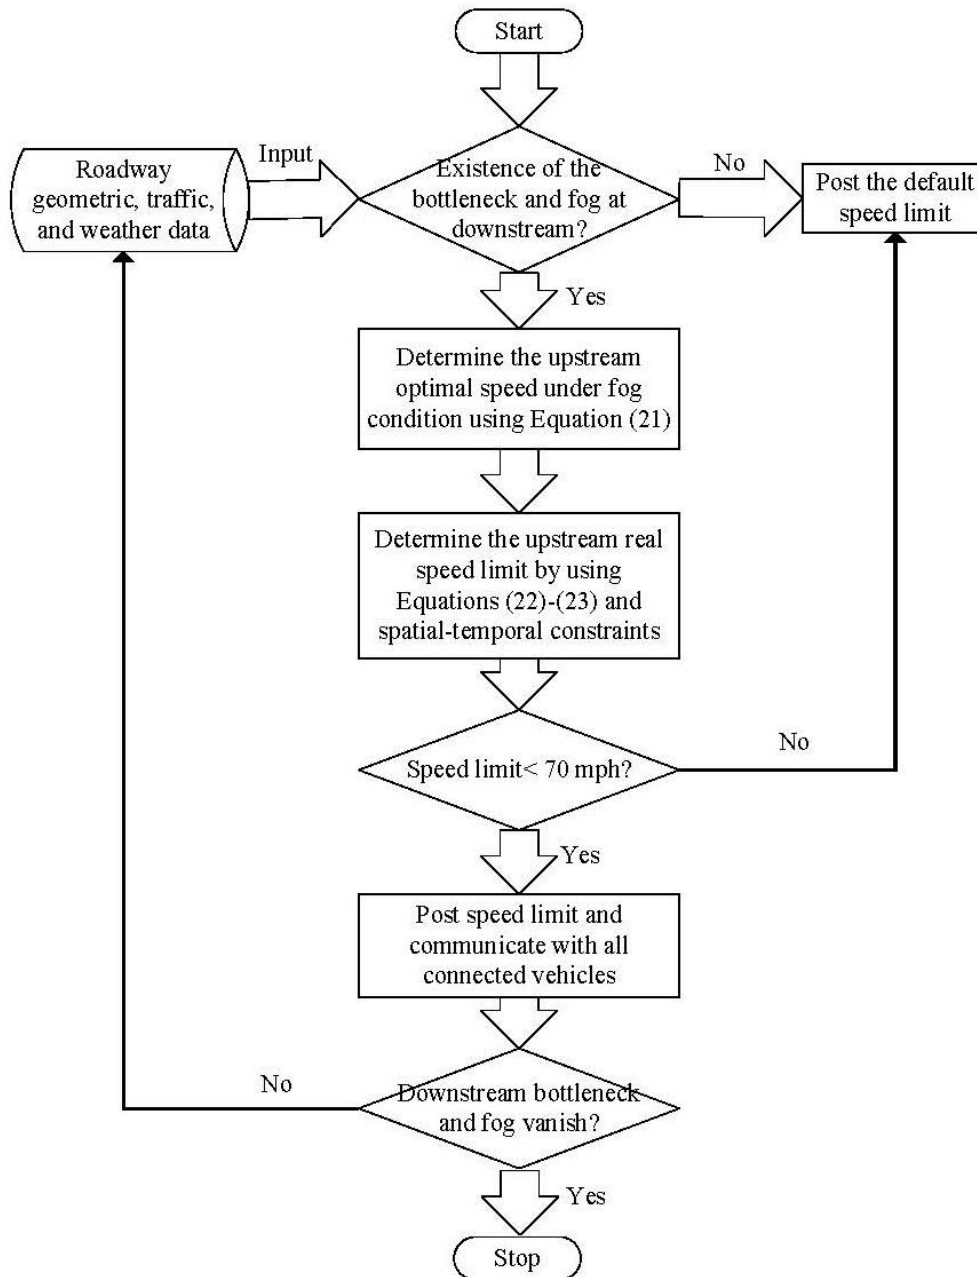 Start
Roadway
geometric, traffic,
and weather data
Input
Existence of the
bottleneck and fog at
downstream?
No
Post the default
speed limit
Yes
Determine the upstream
optimal speed under fog
condition using Equation (21)
Determine the upstream real
speed limit by using
Equations (22)-(23) and
spatial-temporal constraints
Speed limit< 70 mph?
No
Yes
Post speed limit and
communicate with all
connected vehicles
No
Downstream bottleneck
and fog vanish?
Yes
Stop